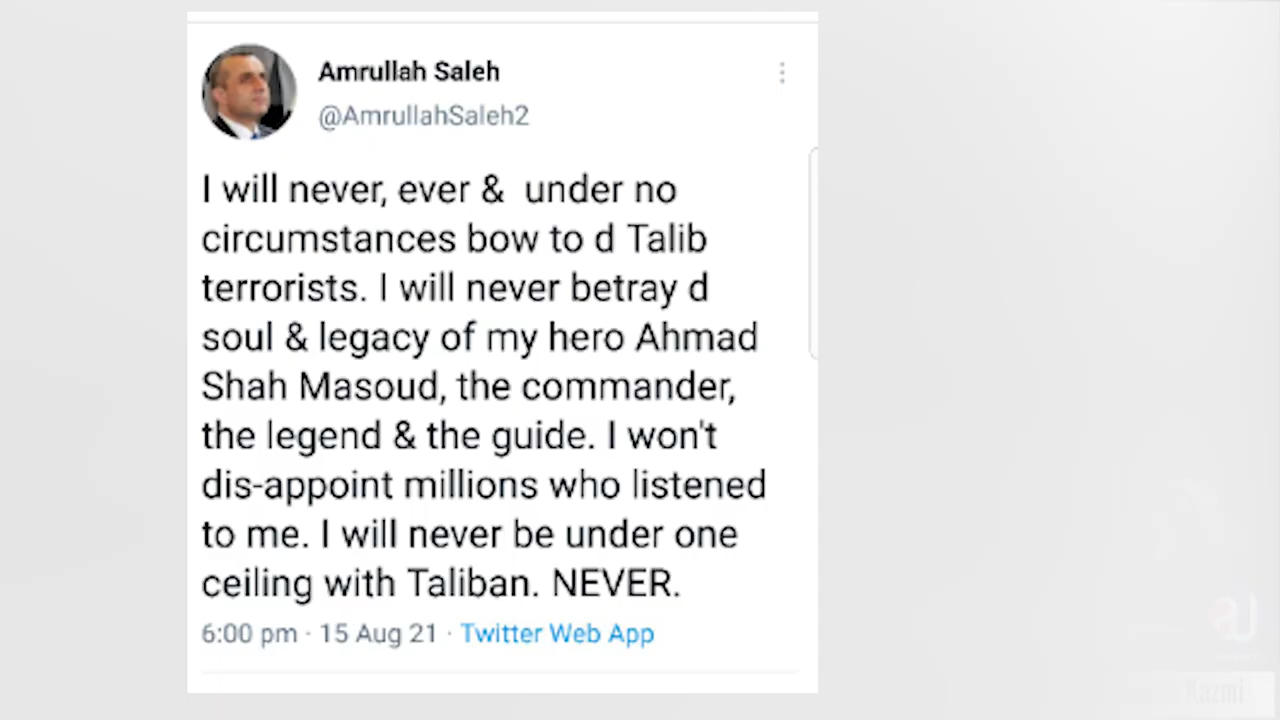 Amrullah Saleh
@AmrullahSaleh2
I will never, ever & under no
circumstances bow to d Talib
terrorists. I will never betray d
soul & legacy of my hero Ahmad
Shah Masoud, the commander,
the legend & the guide. I won't
dis-appoint millions who listened
to me. I will never be under one
ceiling with Taliban. NEVER.
6:00 pm · 15 Aug 21 · Twitter Web App
Kazmi